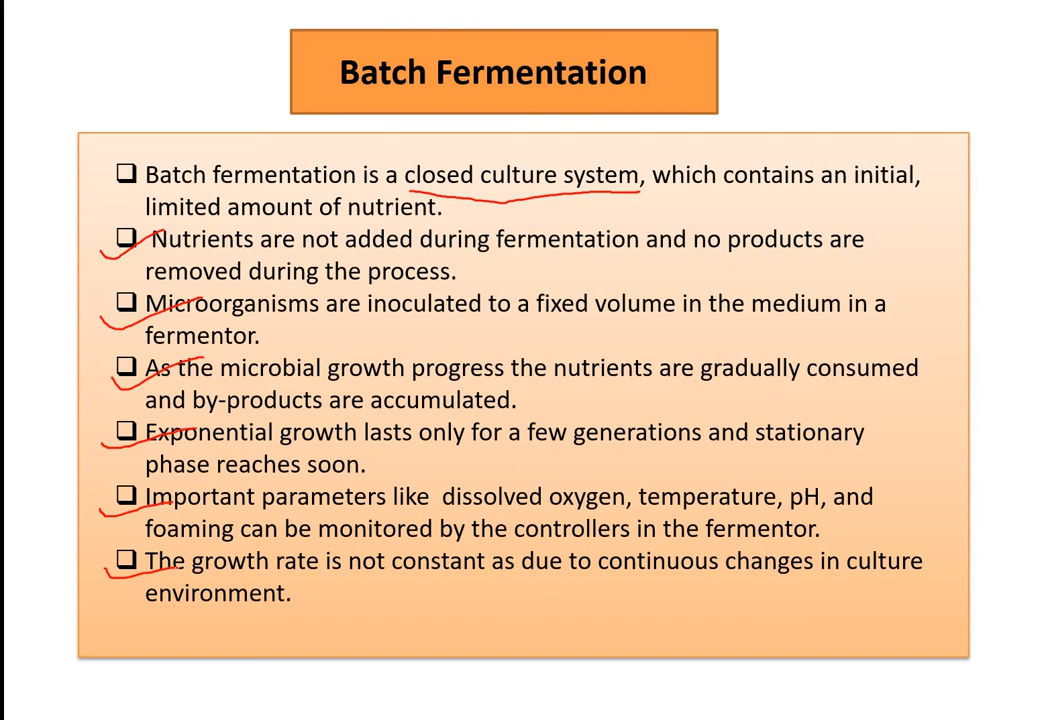 Batch Fermentation
Batch fermentation is a closed culture system, which contains an initial,
limited amount of nutrient.
Nutrients are not added during fermentation and no products are
removed during the process.
Microorganisms are inoculated to a fixed volume in the medium in a
fermentor.
As the microbial growth progress the nutrients are gradually consumed
and by-products are accumulated.
Exponential growth lasts only for a few generations and stationary
phase reaches soon.
Important parameters like  dissolved oxygen, temperature, pH, and
foaming can be monitored by the controllers in the fermentor.
The growth rate is not constant as due to continuous changes in culture
environment.